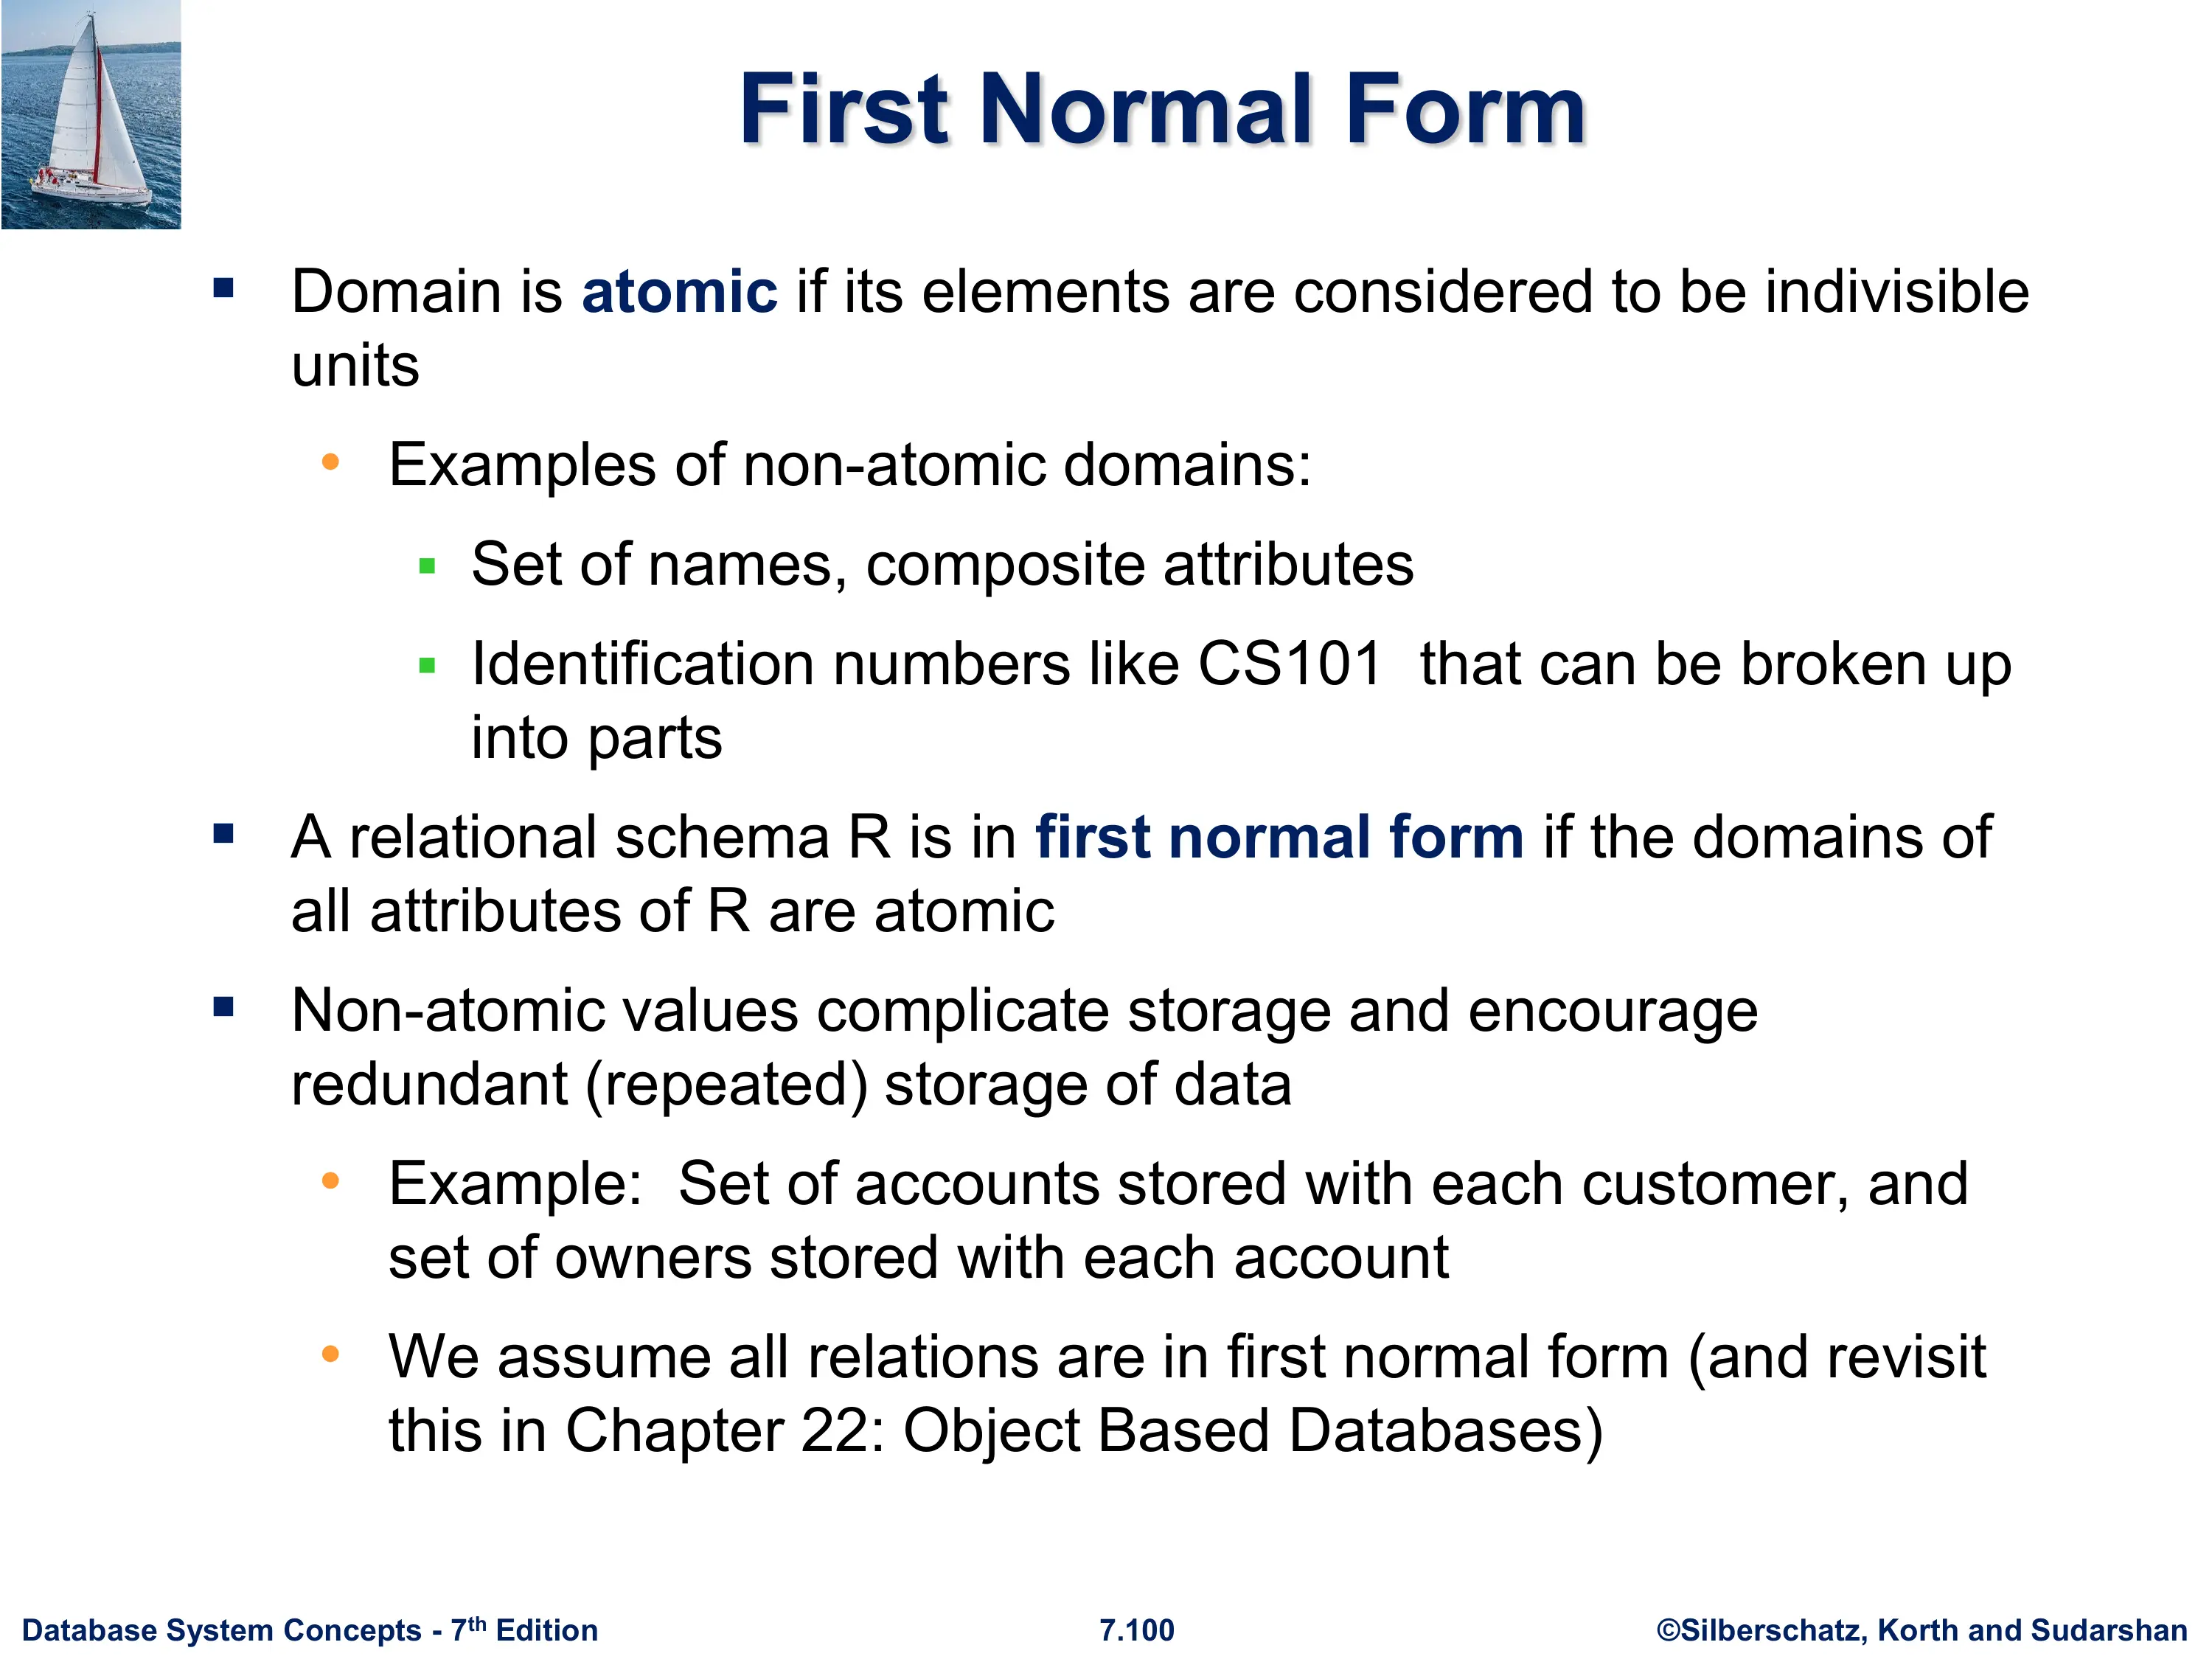 First Normal Form
Domain is atomic if its elements are considered to be indivisible
units
Examples of non-atomic domains:
Set of names, composite attributes
Identification numbers like CS101  that can be broken up
into parts
A relational schema R is in first normal form if the domains of
all attributes of R are atomic
Non-atomic values complicate storage and encourage
redundant (repeated) storage of data
Example:  Set of accounts stored with each customer, and
set of owners stored with each account
We assume all relations are in first normal form (and revisit
this in Chapter 22: Object Based Databases)
Database System Concepts - 7th Edition
7.100
©Silberschatz, Korth and Sudarshan